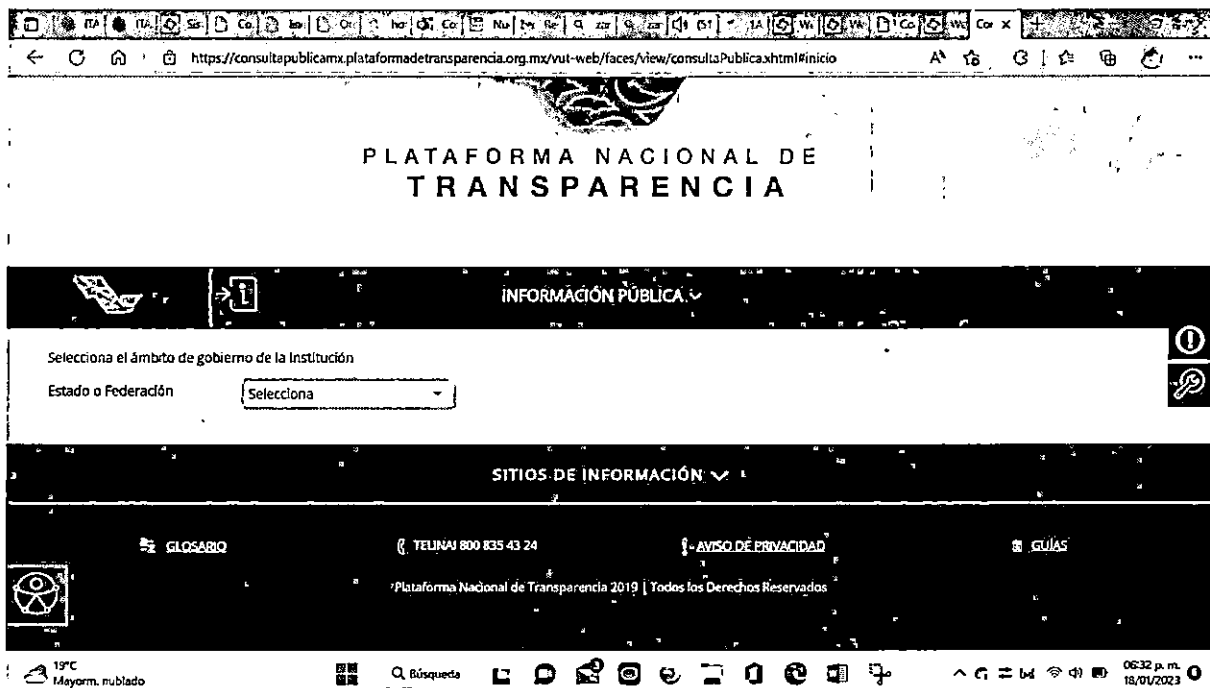 https://consultapublicamx.plataformadetransparencia.org.mx/vut-web/faces/view/consultaPublica.xhtml#inicio
PLATAFORMA NACIONAL DE
TRANSPARENCIA
INFORMACIÓN PÚBLICA
Selecciona el ámbito de gobierno de la Institución
Estado o Federación Selecciona
SITIOS DE INFORMACIÓN
GLOSARIO TELINAI 800 835 43 24 AVISO DE PRIVACIDAD GUÍAS
Plataforma Nacional de Transparencia 2019 | Todos los Derechos Reservados
19°C Búsqueda 06:32 p. m.
Mayorm. nublado 18/01/2023